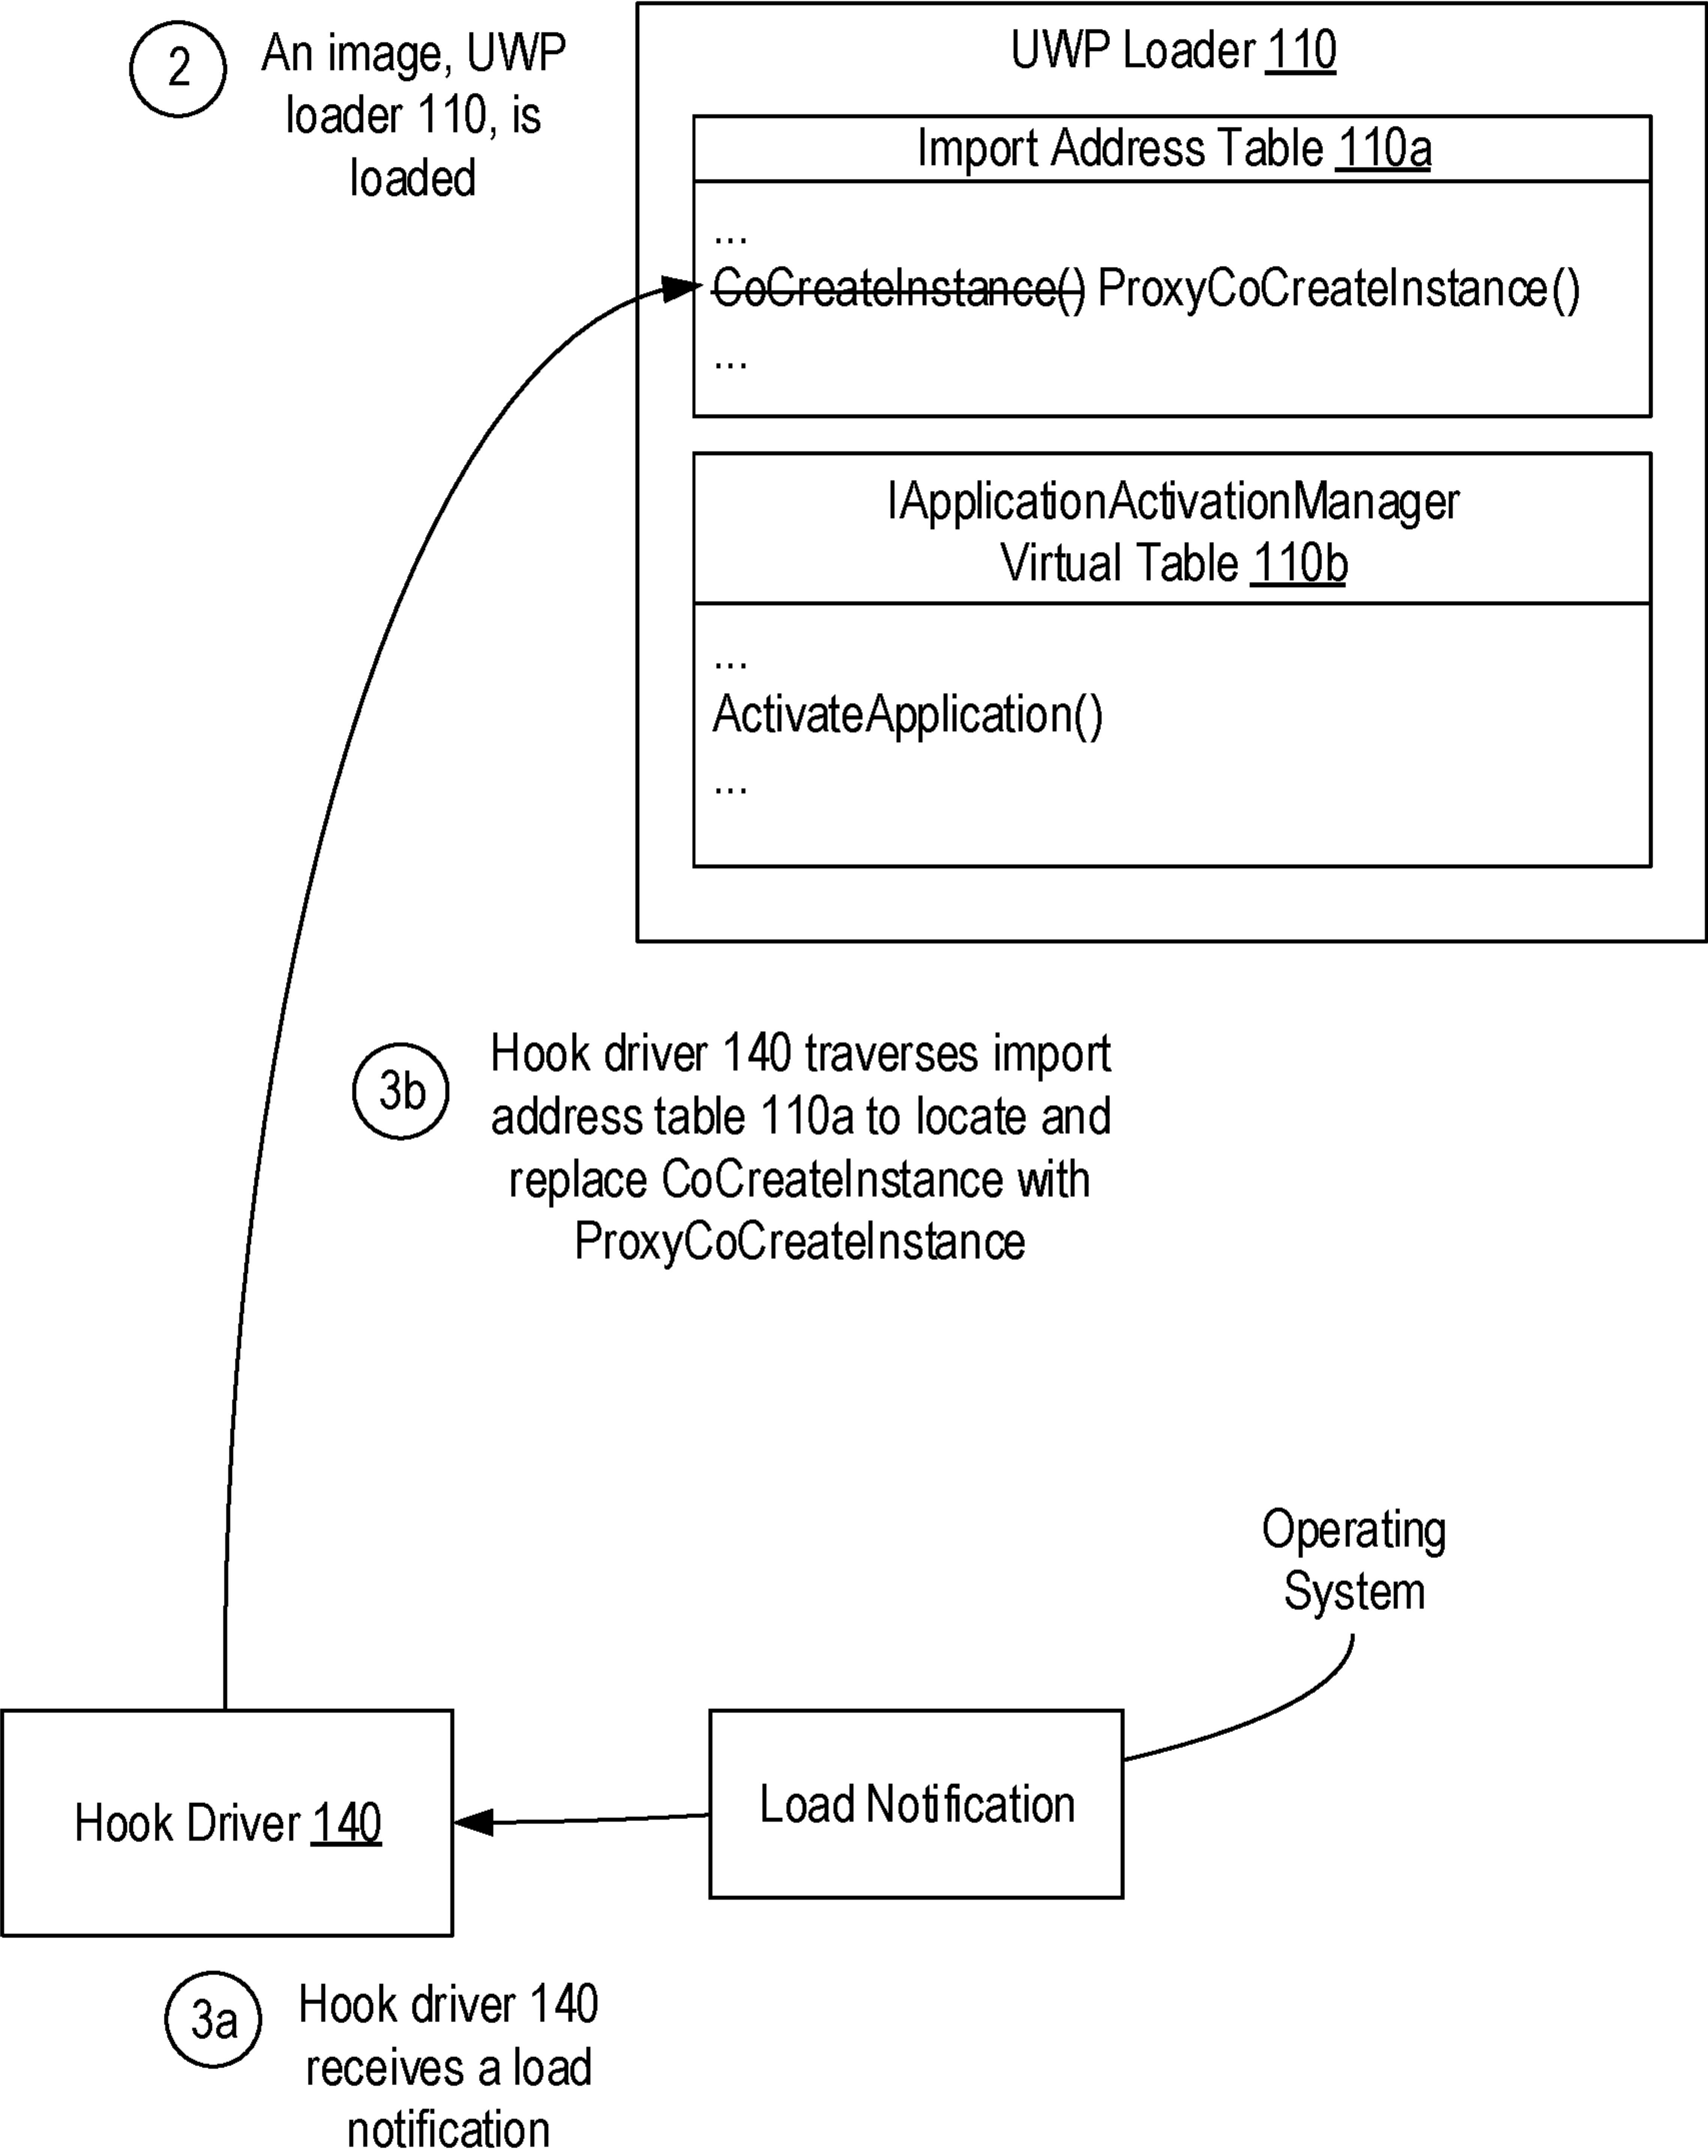 2
An image, UWP
loader 110, is
loaded
UWP Loader 110
Import Address Table 110a
...
CoCreateInstance() ProxyCoCreateInstance()
...
IApplicationActivationManager
Virtual Table 110b
...
ActivateApplication()
...
3b
Hook driver 140 traverses import
address table 110a to locate and
replace CoCreateInstance with
ProxyCoCreateInstance
Operating
System
Load Notification
Hook Driver 140
3a
Hook driver 140
receives a load
notification